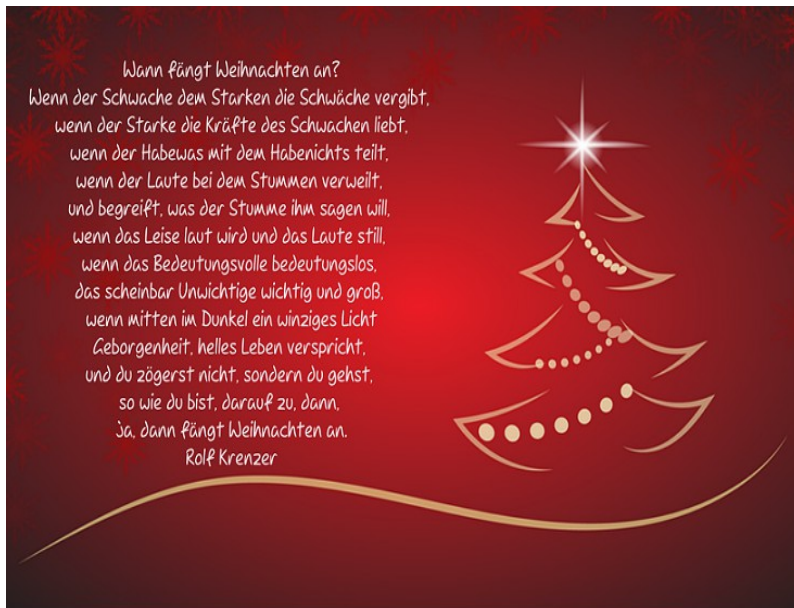 Wann fängt Weihnachten an?
Wenn der Schwache dem Starken die Schwäche vergibt,
wenn der Starke die Kräfte des Schwachen liebt,
wenn der Habewas mit dem Habenichts teilt,
wenn der Laute bei dem Stummen verweilt,
und begreift, was der Stumme ihm sagen will,
wenn das Leise laut wird und das Laute still,
wenn das Bedeutungsvolle bedeutungslos,
das scheinbar Unwichtige wichtig und groß,
wenn mitten im Dunkel ein winziges Licht
Geborgenheit, helles Leben verspricht,
und du zögerst nicht, sondern du gehst,
so wie du bist, darauf zu, dann,
ja, dann fängt Weihnachten an.
Rolf Krenzer